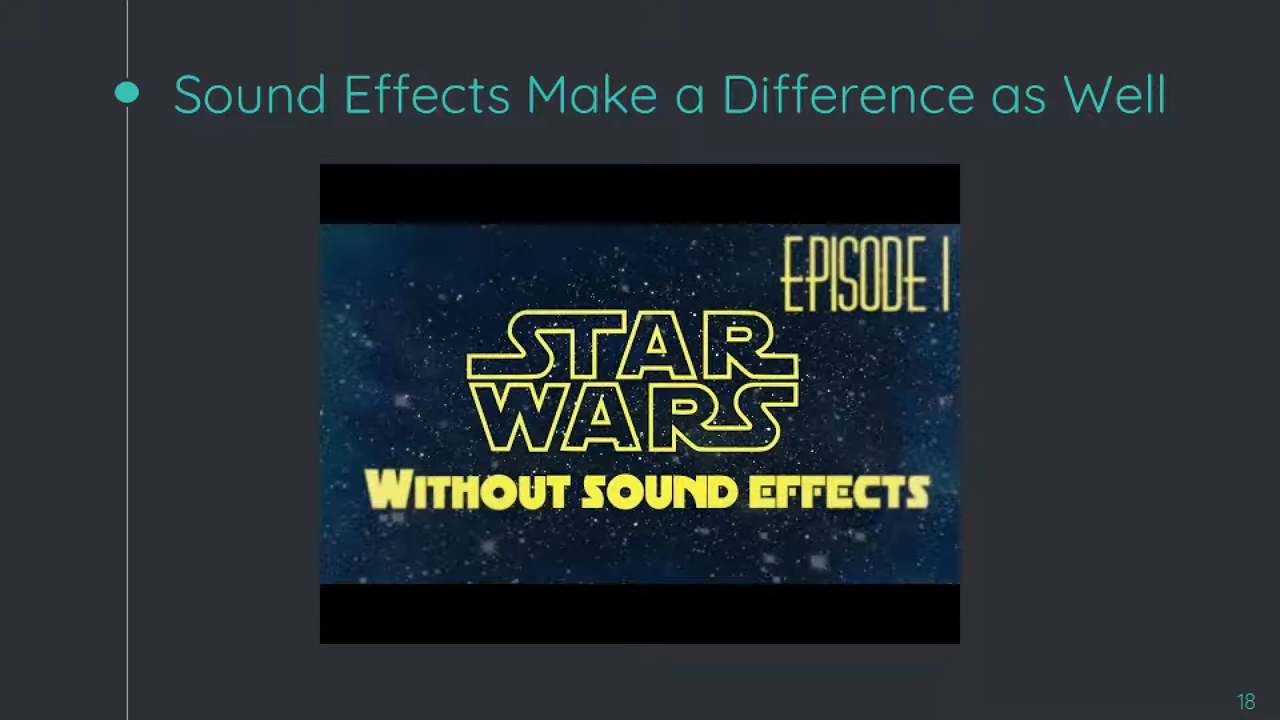 Sound Effects Make a Difference as Well
EPISODE I
STAR
WARS
WITHOUT SOUND EFFECTS
18